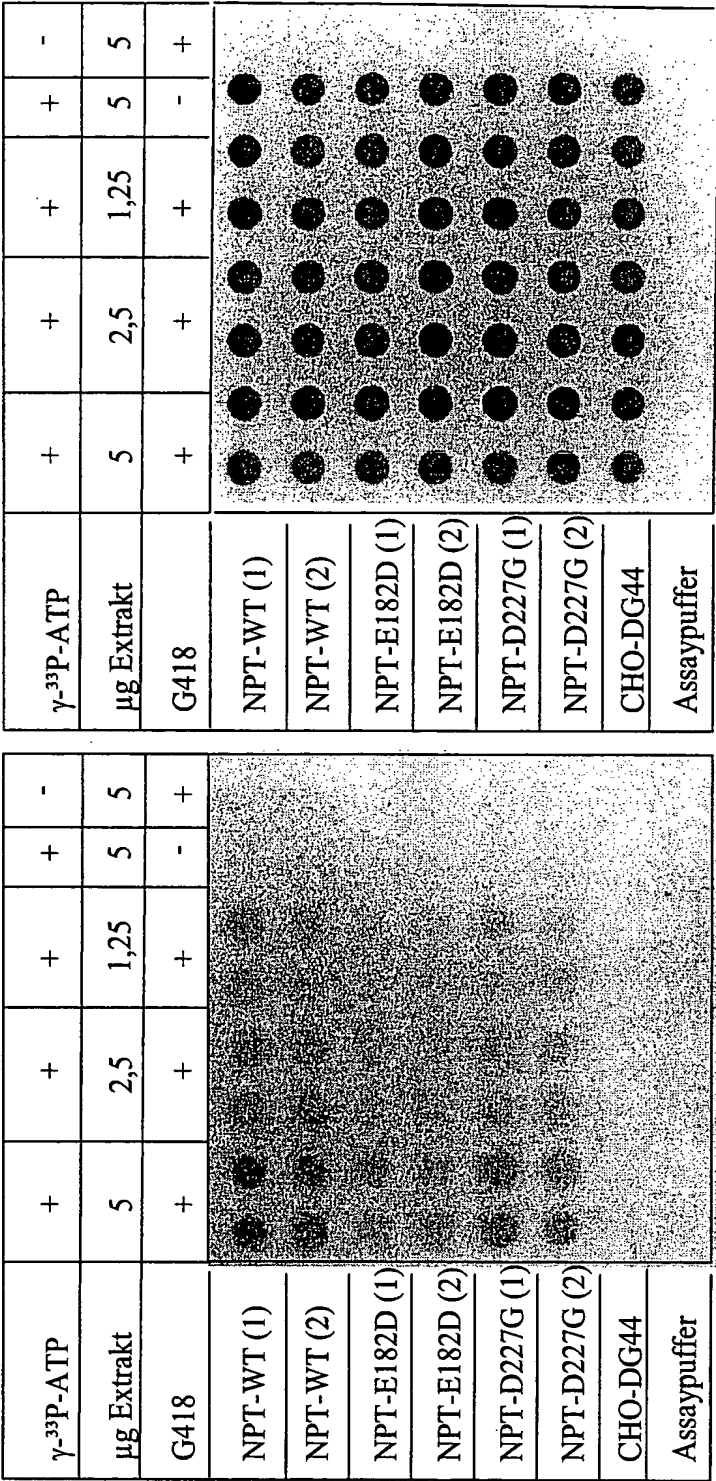 γ-³³P-ATP + + + + -
µg Extrakt 5 2,5 1,25 5 5
G418 + + + - +
NPT-WT (1)
NPT-WT (2)
NPT-E182D (1)
NPT-E182D (2)
NPT-D227G (1)
NPT-D227G (2)
CHO-DG44
Assaypuffer
γ-³³P-ATP + + + + -
µg Extrakt 5 2,5 1,25 5 5
G418 + + + - +
NPT-WT (1)
NPT-WT (2)
NPT-E182D (1)
NPT-E182D (2)
NPT-D227G (1)
NPT-D227G (2)
CHO-DG44
Assaypuffer